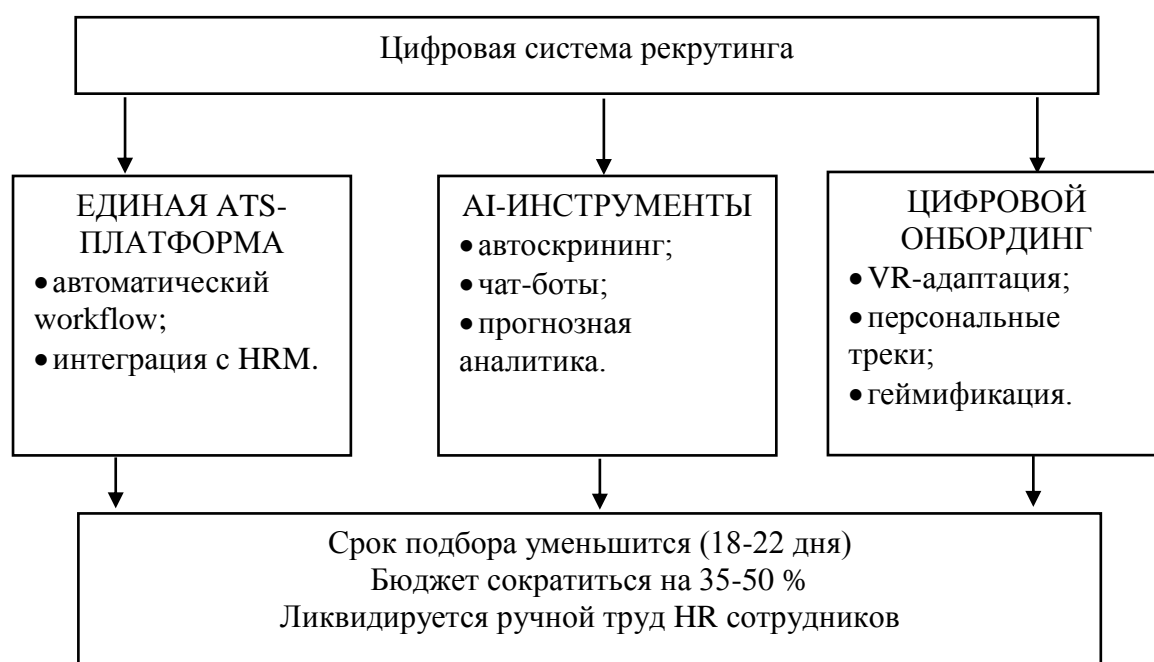 Цифровая система рекрутинга
ЕДИНАЯ ATS-
ПЛАТФОРМА
• автоматический
workflow;
• интеграция с HRM.
AI-ИНСТРУМЕНТЫ
• автоскрининг;
• чат-боты;
• прогнозная
аналитика.
ЦИФРОВОЙ
ОНБОРДИНГ
• VR-адаптация;
• персональные
треки;
• геймификация.
Срок подбора уменьшится (18-22 дня)
Бюджет сократиться на 35-50 %
Ликвидируется ручной труд HR сотрудников